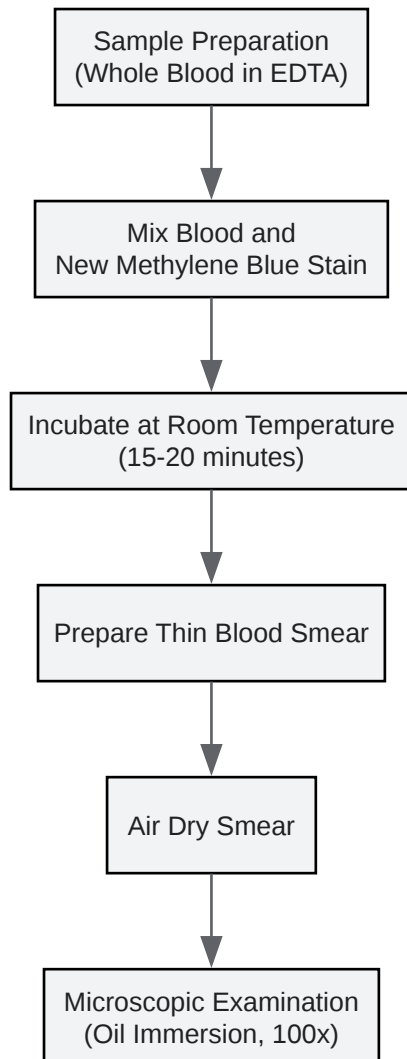 Sample Preparation
(Whole Blood in EDTA)
Mix Blood and
New Methylene Blue Stain
Incubate at Room Temperature
(15-20 minutes)
Prepare Thin Blood Smear
Air Dry Smear
Microscopic Examination
(Oil Immersion, 100x)